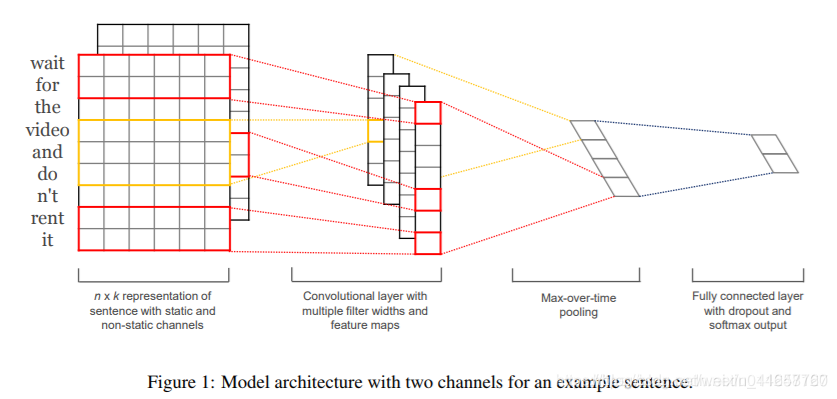 wait
for
the
video
and
do
n't
rent
it
n x k representation of
sentence with static and
non-static channels
Convolutional layer with
multiple filter widths and
feature maps
Max-over-time
pooling
Fully connected layer
with dropout and
softmax output
Figure 1: Model architecture with two channels for an example sentence.